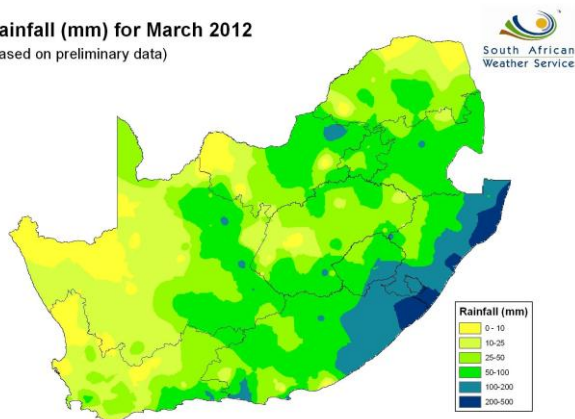 ainfall (mm) for March 2012
ased on preliminary data)
South African
Weather Service
Rainfall (mm)
0 - 10
10-25
25-50
50-100
100-200
200-500